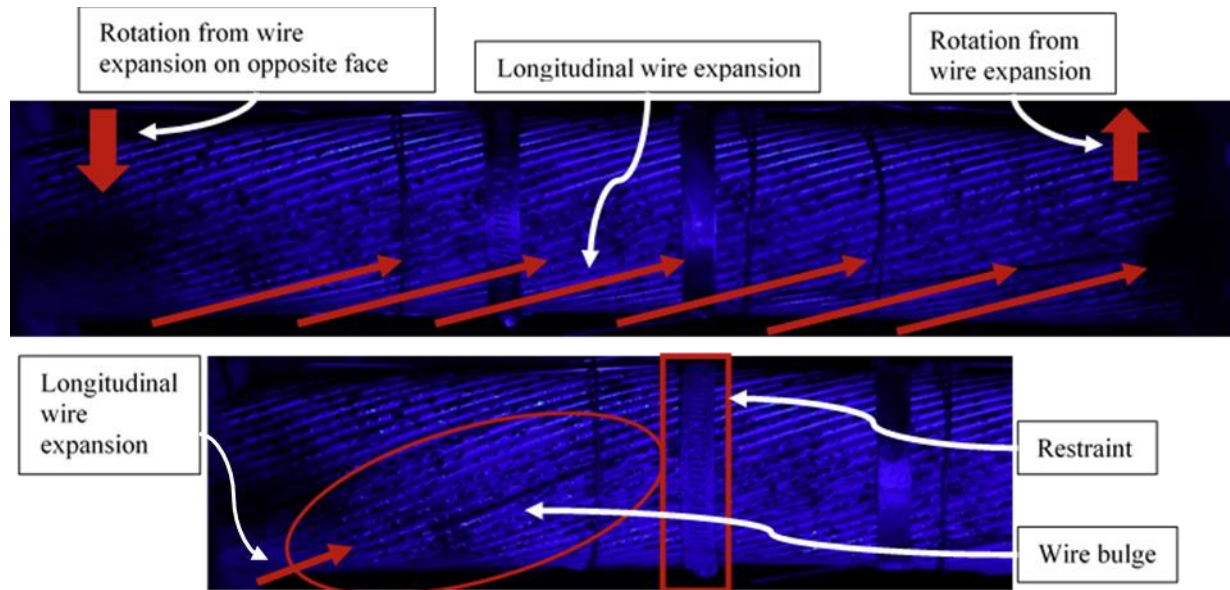 Rotation from wire
expansion on opposite face
Longitudinal wire expansion
Rotation from
wire expansion
Longitudinal
wire
expansion
Restraint
Wire bulge